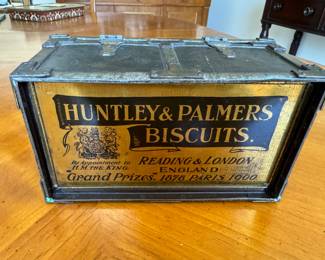 HUNTLEY & PALMERS
BISCUITS.
By Appointment to
H.M. THE KING
READING & LONDON,
ENGLAND
Grand Prizes. 1878. PARIS. 1900